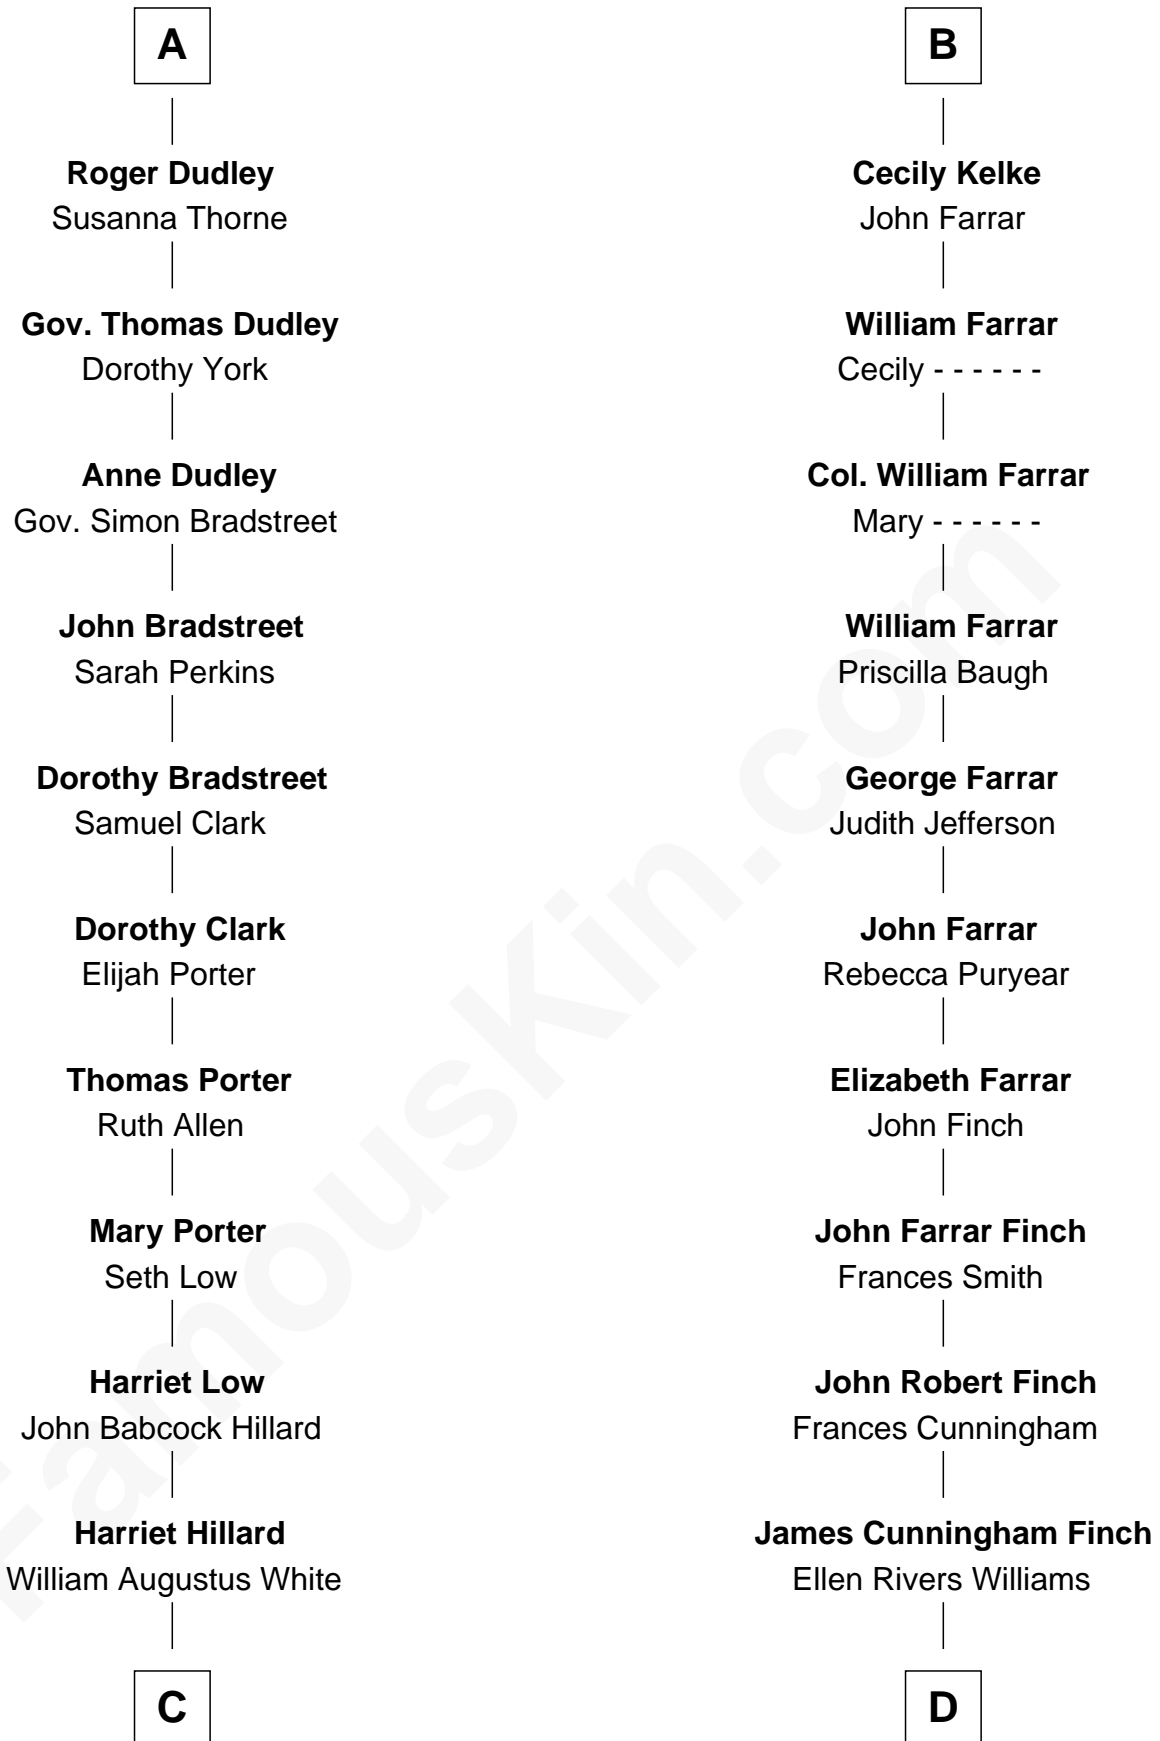 A
Roger Dudley
Susanna Thorne
Gov. Thomas Dudley
Dorothy York
Anne Dudley
Gov. Simon Bradstreet
John Bradstreet
Sarah Perkins
Dorothy Bradstreet
Samuel Clark
Dorothy Clark
Elijah Porter
Thomas Porter
Ruth Allen
Mary Porter
Seth Low
Harriet Low
John Babcock Hillard
Harriet Hillard
William Augustus White
C
B
Cecily Kelke
John Farrar
William Farrar
Cecily - - - - - -
Col. William Farrar
Mary - - - - - -
William Farrar
Priscilla Baugh
George Farrar
Judith Jefferson
John Farrar
Rebecca Puryear
Elizabeth Farrar
John Finch
John Farrar Finch
Frances Smith
John Robert Finch
Frances Cunningham
James Cunningham Finch
Ellen Rivers Williams
D
FamousKin.com